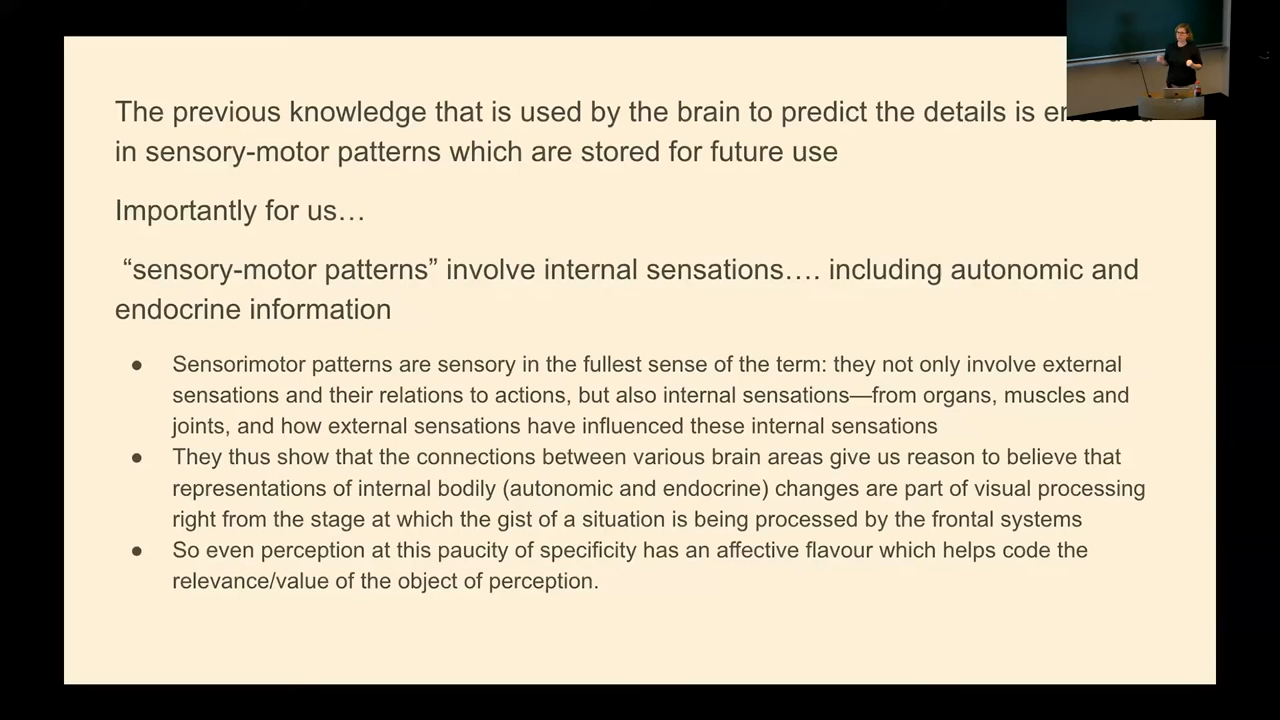 The previous knowledge that is used by the brain to predict the details is
in sensory-motor patterns which are stored for future use
Importantly for us…
“sensory-motor patterns” involve internal sensations…. including autonomic and
endocrine information
● Sensorimotor patterns are sensory in the fullest sense of the term: they not only involve external
sensations and their relations to actions, but also internal sensations—from organs, muscles and
joints, and how external sensations have influenced these internal sensations
● They thus show that the connections between various brain areas give us reason to believe that
representations of internal bodily (autonomic and endocrine) changes are part of visual processing
right from the stage at which the gist of a situation is being processed by the frontal systems
● So even perception at this paucity of specificity has an affective flavour which helps code the
relevance/value of the object of perception.